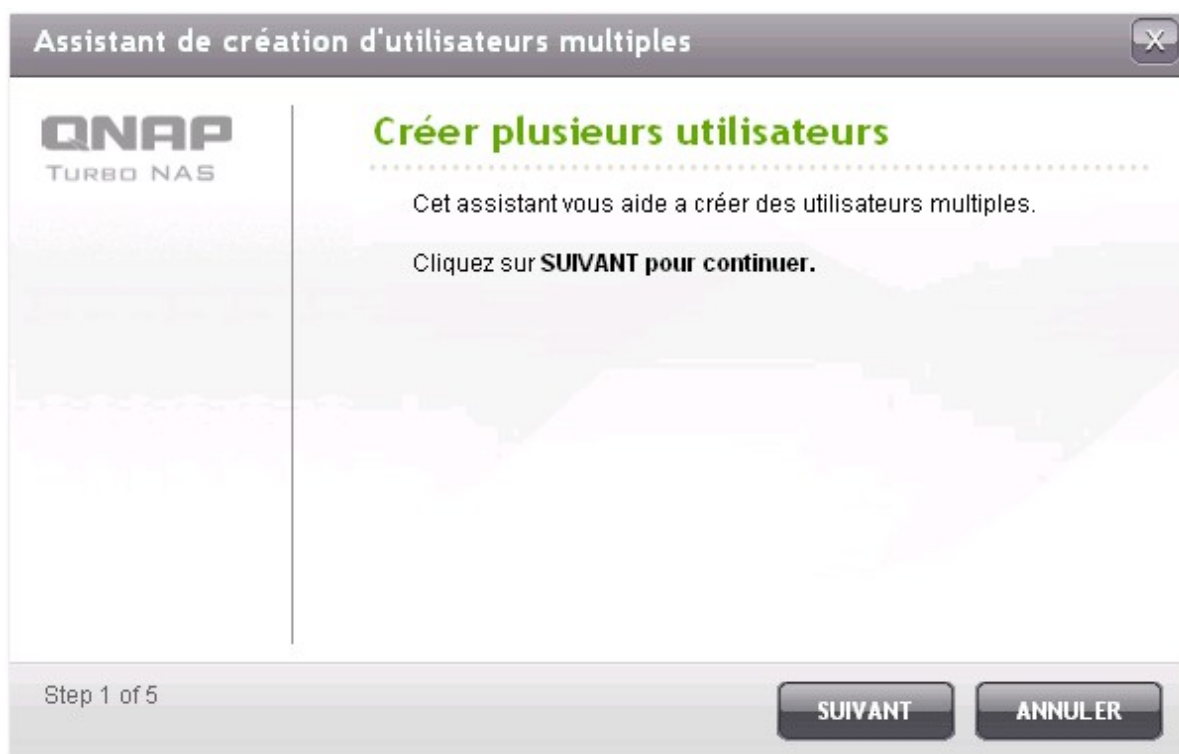 Assistant de création d'utilisateurs multiples
X
QNAP
TURBO NAS
Créer plusieurs utilisateurs
Cet assistant vous aide a créer des utilisateurs multiples.
Cliquez sur SUIVANT pour continuer.
Step 1 of 5
SUIVANT
ANNULER